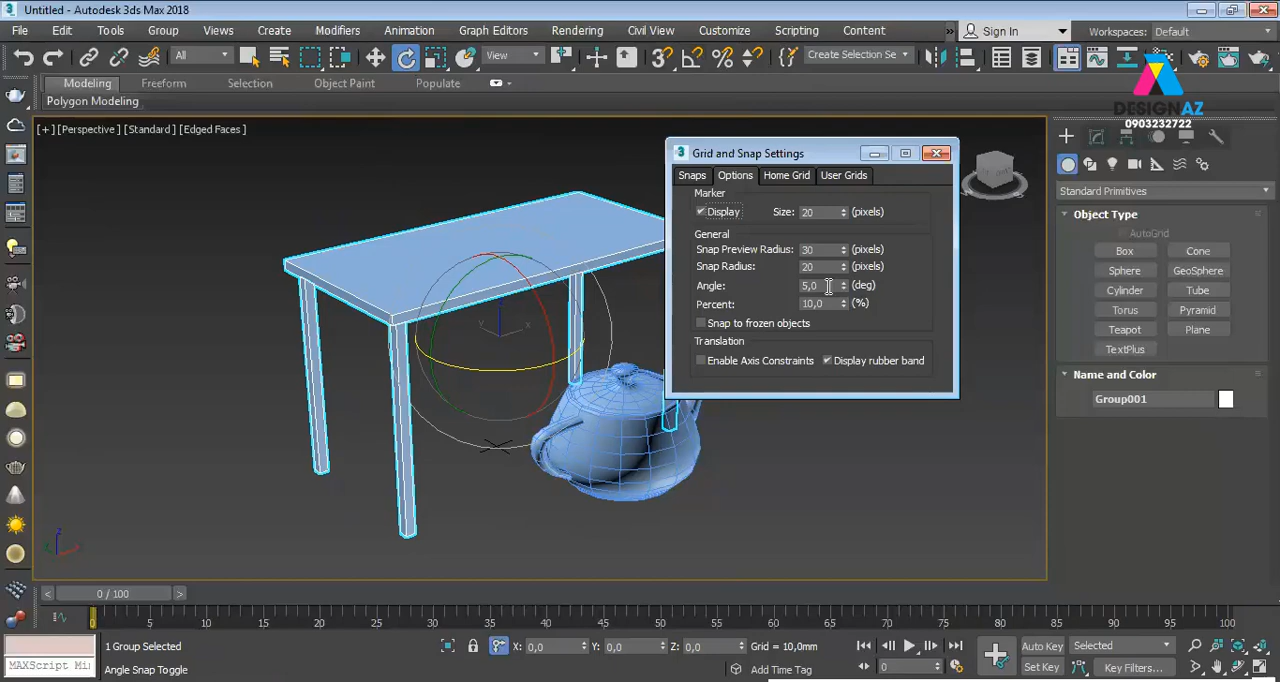 Untitled - Autodesk 3ds Max 2018
File Edit Tools Group Views Create Modifiers Animation Graph Editors Rendering Civil View Customize Scripting Content » Sign In Workspaces: Default
All View Create Selection Se
Modeling Freeform Selection Object Paint Populate
Polygon Modeling
DESIGNAZ
0903232722
[+] [Perspective] [Standard] [Edged Faces]
Grid and Snap Settings
Snaps Options Home Grid User Grids
Marker
Display Size: 20 (pixels)
General
Snap Preview Radius: 30 (pixels)
Snap Radius: 20 (pixels)
Angle: 5,0 (deg)
Percent: 10,0 (%)
Snap to frozen objects
Translation
Enable Axis Constraints Display rubber band
Standard Primitives
Object Type
AutoGrid
Box Cone
Sphere GeoSphere
Cylinder Tube
Torus Pyramid
Teapot Plane
TextPlus
Name and Color
Group001
z
y x
z
< 0 / 100 >
0 5 10 15 20 25 30 35 40 45 50 55 60 65 70 75 80 85 90 95 100
1 Group Selected X: 0,0 Y: 0,0 Z: 0,0 Grid = 10,0mm Auto Key Selected
MAXScript Mi Angle Snap Toggle Add Time Tag 0 Set Key Key Filters...